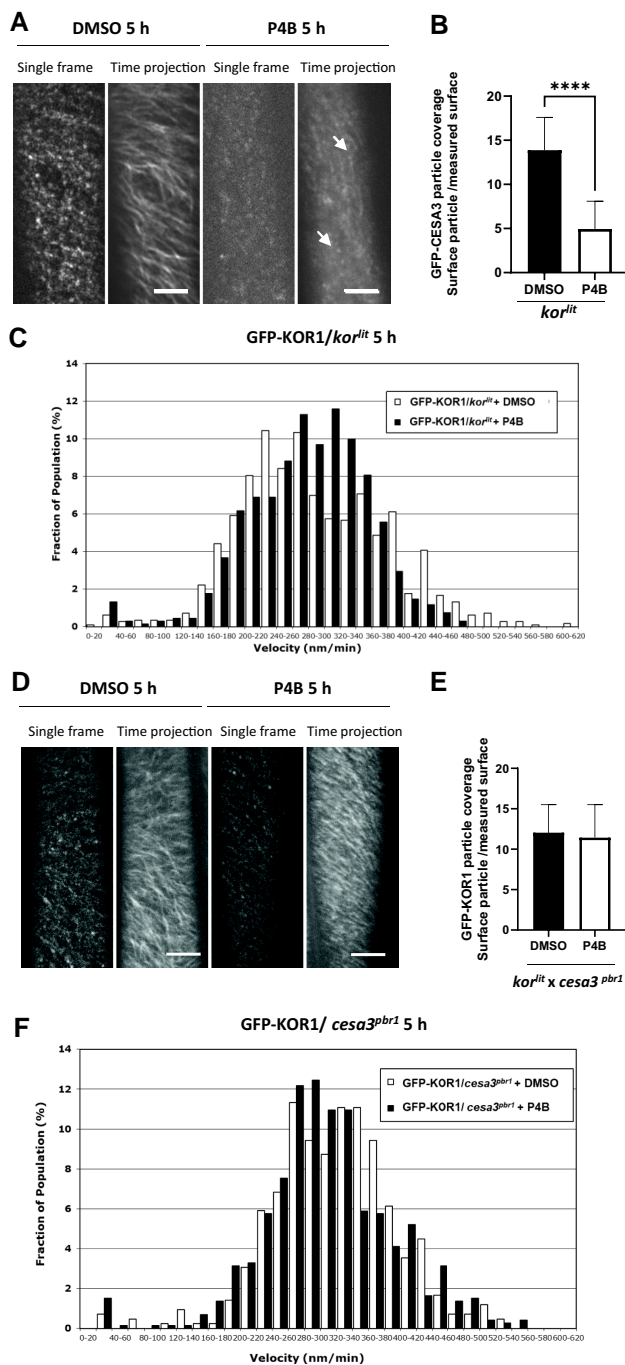 A
DMSO 5 h
P4B 5 h
Single frame
Time projection
Single frame
Time projection
B
GFP-CESA3 particle coverage
Surface particle /measured surface
20
15
10
5
0
****
DMSO
P4B
kor^lit
C
GFP-KOR1/kor^lit 5 h
Fraction of Population (%)
14
12
10
8
6
4
2
0
GFP-KOR1/kor^lit + DMSO
GFP-KOR1/kor^lit + P4B
0-20 40-60 80-100 120-140 160-180 200-220 240-260 280-300 320-340 360-380 400-420 440-460 480-500 520-540 560-580 600-620
Velocity (nm/min)
D
DMSO 5 h
P4B 5 h
Single frame
Time projection
Single frame
Time projection
E
GFP-KOR1 particle coverage
Surface particle /measured surface
20
15
10
5
0
DMSO
P4B
kor^lit x cesa3^pbr1
F
GFP-KOR1/ cesa3^pbr1 5 h
Fraction of Population (%)
14
12
10
8
6
4
2
0
GFP-KOR1/cesa3^pbr1 + DMSO
GFP-KOR1/ cesa3^pbr1 + P4B
0-20 40-60 80-100 120-140 160-180 200-220 240-260 280-300 320-340 360-380 400-420 440-460 480-500 520-540 560-580 600-620
Velocity (nm/min)